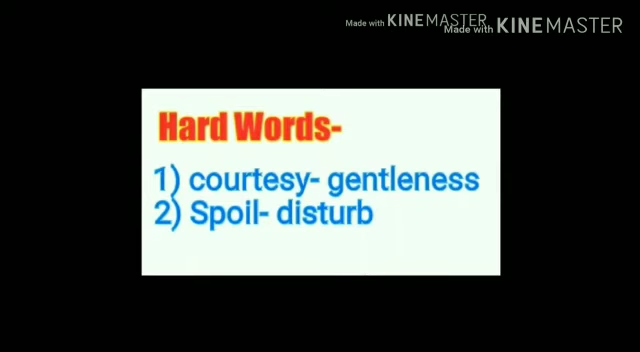 Made with KINEMASTER
Made with KINEMASTER
Hard Words-
1) courtesy- gentleness
2) Spoil- disturb